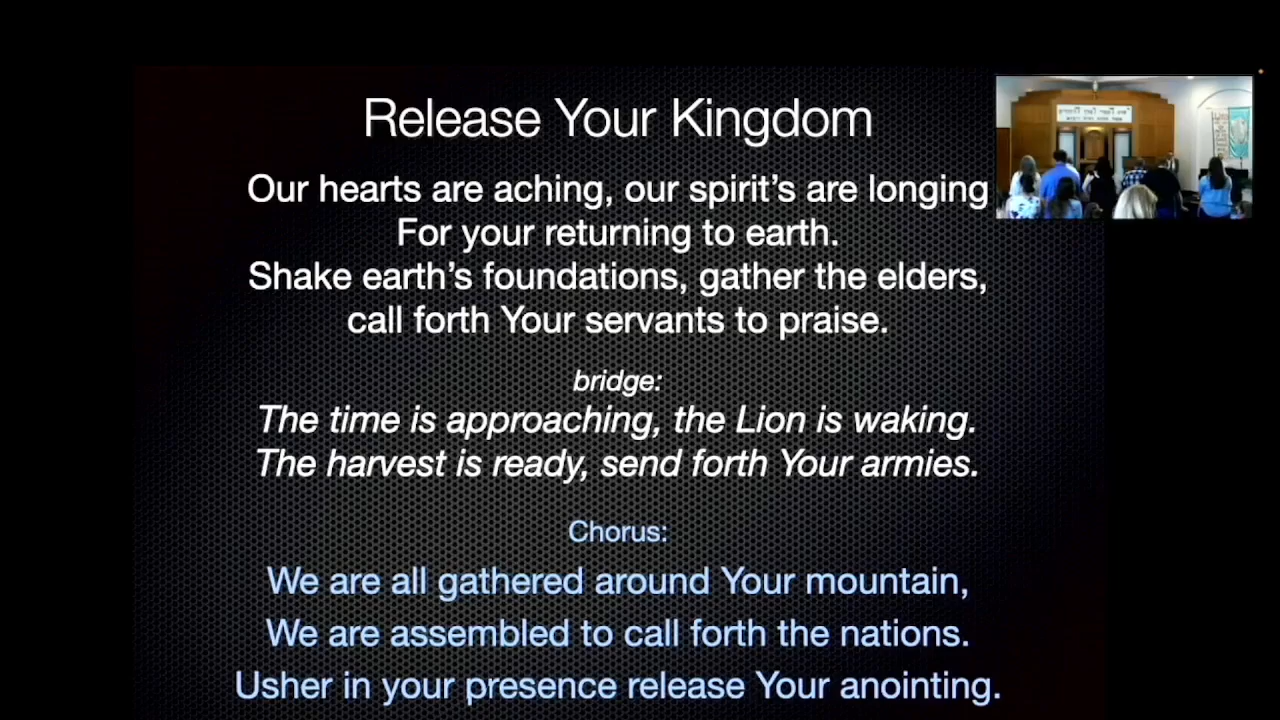 Release Your Kingdom
Our hearts are aching, our spirit's are longing
For your returning to earth.
Shake earth's foundations, gather the elders,
call forth Your servants to praise.
bridge:
The time is approaching, the Lion is waking.
The harvest is ready, send forth Your armies.
Chorus:
We are all gathered around Your mountain,
We are assembled to call forth the nations.
Usher in your presence release Your anointing.